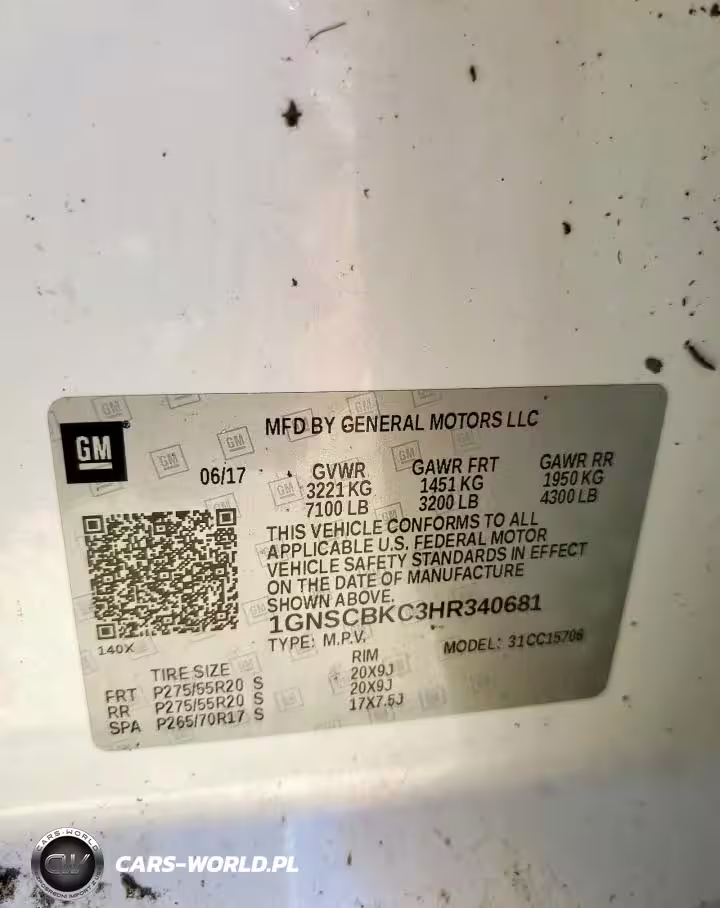 MFD BY GENERAL MOTORS LLC
GM®
06/17
GVWR
3221 KG
7100 LB
GAWR FRT
1451 KG
3200 LB
GAWR RR
1950 KG
4300 LB
THIS VEHICLE CONFORMS TO ALL
APPLICABLE U.S. FEDERAL MOTOR
VEHICLE SAFETY STANDARDS IN EFFECT
ON THE DATE OF MANUFACTURE
SHOWN ABOVE.
1GNSCBKC3HR340681
TYPE: M.P.V.
MODEL: 31CC15706
140X
TIRE SIZE RIM
FRT P275/55R20 S 20X9J
RR P275/55R20 S 20X9J
SPA P265/70R17 S 17X7.5J
CARS-WORLD
CW
CARS-WORLD.PL